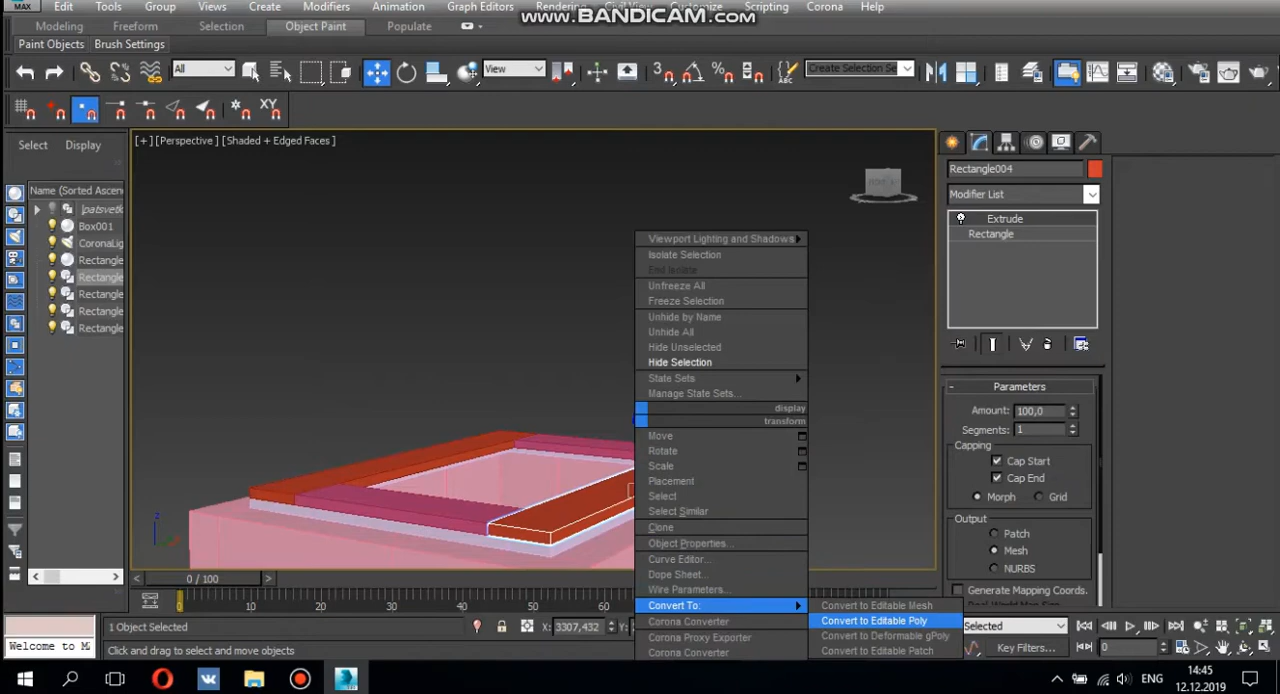 MAX Edit Tools Group Views Create Modifiers Animation Graph Editors Rendering Customize Scripting Corona Help
www.BANDICAM.com
Modeling Freeform Selection Object Paint Populate
Paint Objects Brush Settings
All View Create Selection Se
[+] [Perspective] [Shaded + Edged Faces]
Select Display
Name (Sorted Ascen
Box001
CoronaLig
Rectangle
Rectangle
Rectangle
Rectangle
Rectangle
Rectangle004
Modifier List
Extrude
Rectangle
Viewport Lighting and Shadows
Isolate Selection
End Isolate
Unfreeze All
Freeze Selection
Unhide by Name
Unhide All
Hide Unselected
Hide Selection
State Sets
Manage State Sets...
display
transform
Move
Rotate
Scale
Placement
Select
Select Similar
Clone
Object Properties...
Curve Editor...
Dope Sheet...
Wire Parameters...
Convert To:
Corona Converter
Corona Proxy Exporter
Corona Converter
Convert to Editable Mesh
Convert to Editable Poly
Convert to Deformable gPoly
Convert to Editable Patch
- Parameters
Amount: 100,0
Segments: 1
Capping
Cap Start
Cap End
Morph Grid
Output
Patch
Mesh
NURBS
Generate Mapping Coords.
0 / 100
0 10 20 30 40 50 60
1 Object Selected X: 3307,432
Click and drag to select and move objects
Welcome to M
Selected
Key Filters... 0
ENG
14:45
12.12.2019